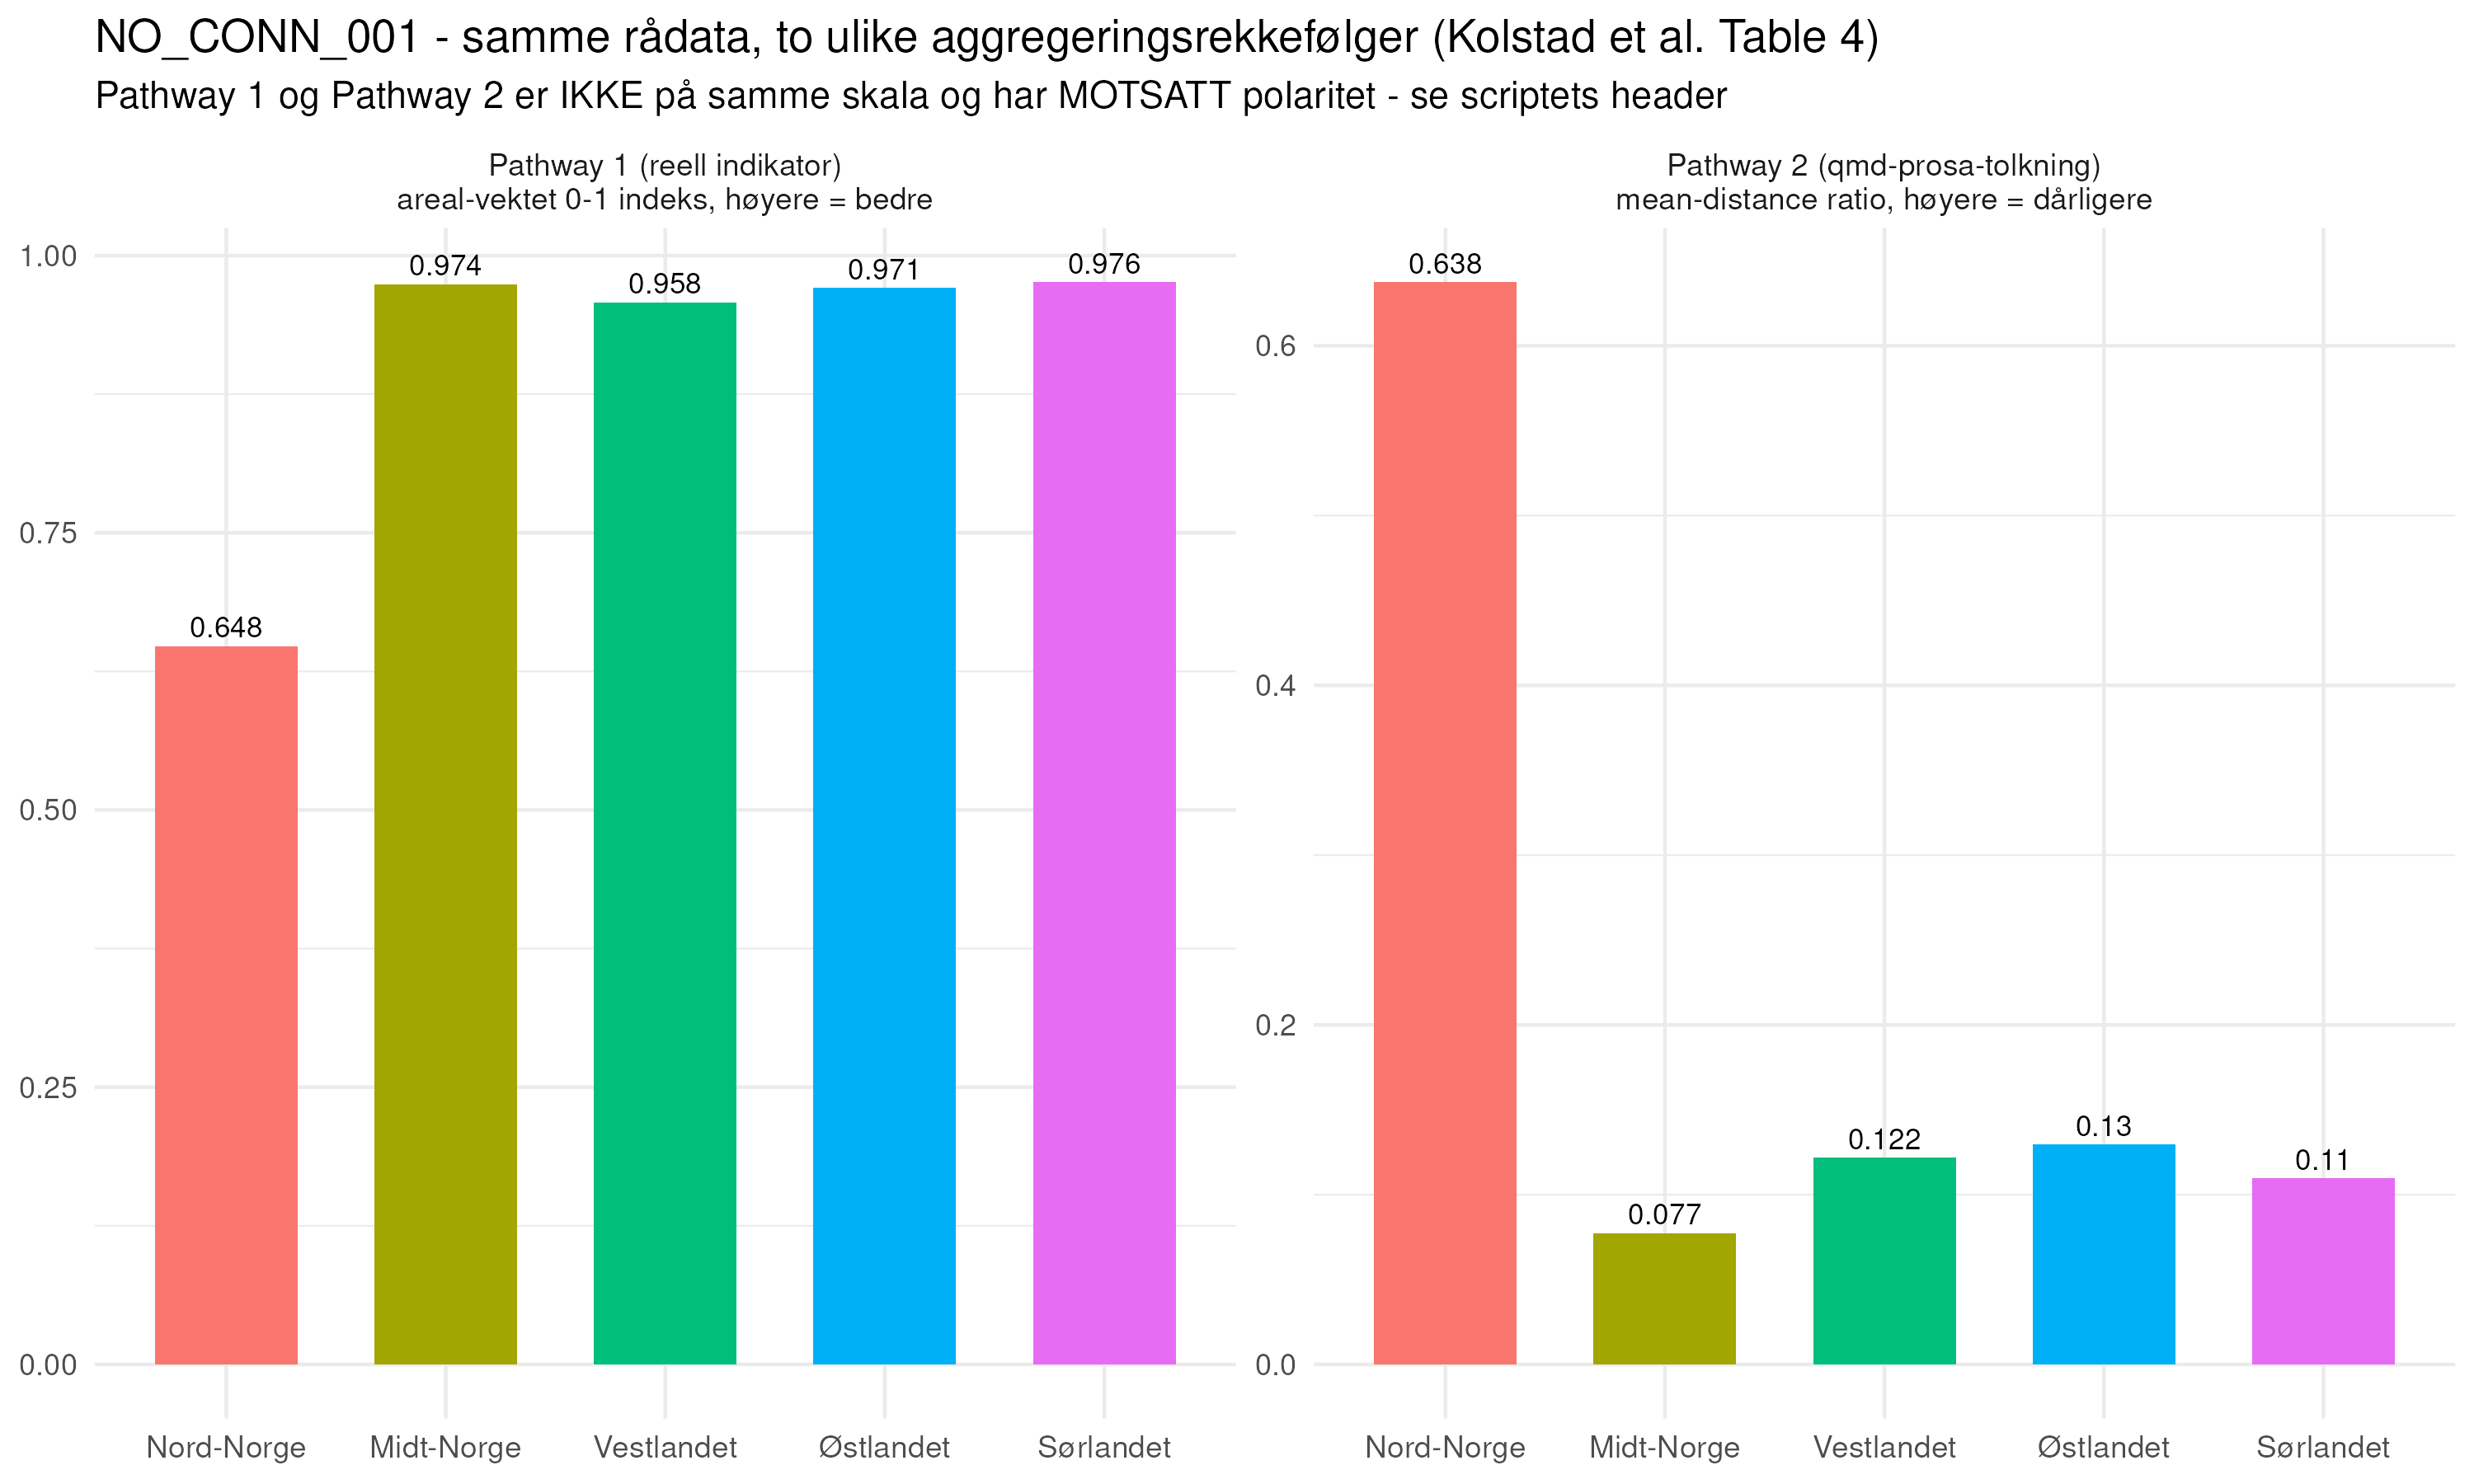 NO_CONN_001 - samme rådata, to ulike aggregeringsrekkefølger (Kolstad et al. Table 4)
Pathway 1 og Pathway 2 er IKKE på samme skala og har MOTSATT polaritet - se scriptets header
Pathway 1 (reell indikator)
areal-vektet 0-1 indeks, høyere = bedre
1.00
0.75
0.50
0.25
0.00
0.648
0.974
0.958
0.971
0.976
Nord-Norge
Midt-Norge
Vestlandet
Østlandet
Sørlandet
Pathway 2 (qmd-prosa-tolkning)
mean-distance ratio, høyere = dårligere
0.6
0.4
0.2
0.0
0.638
0.077
0.122
0.13
0.11
Nord-Norge
Midt-Norge
Vestlandet
Østlandet
Sørlandet